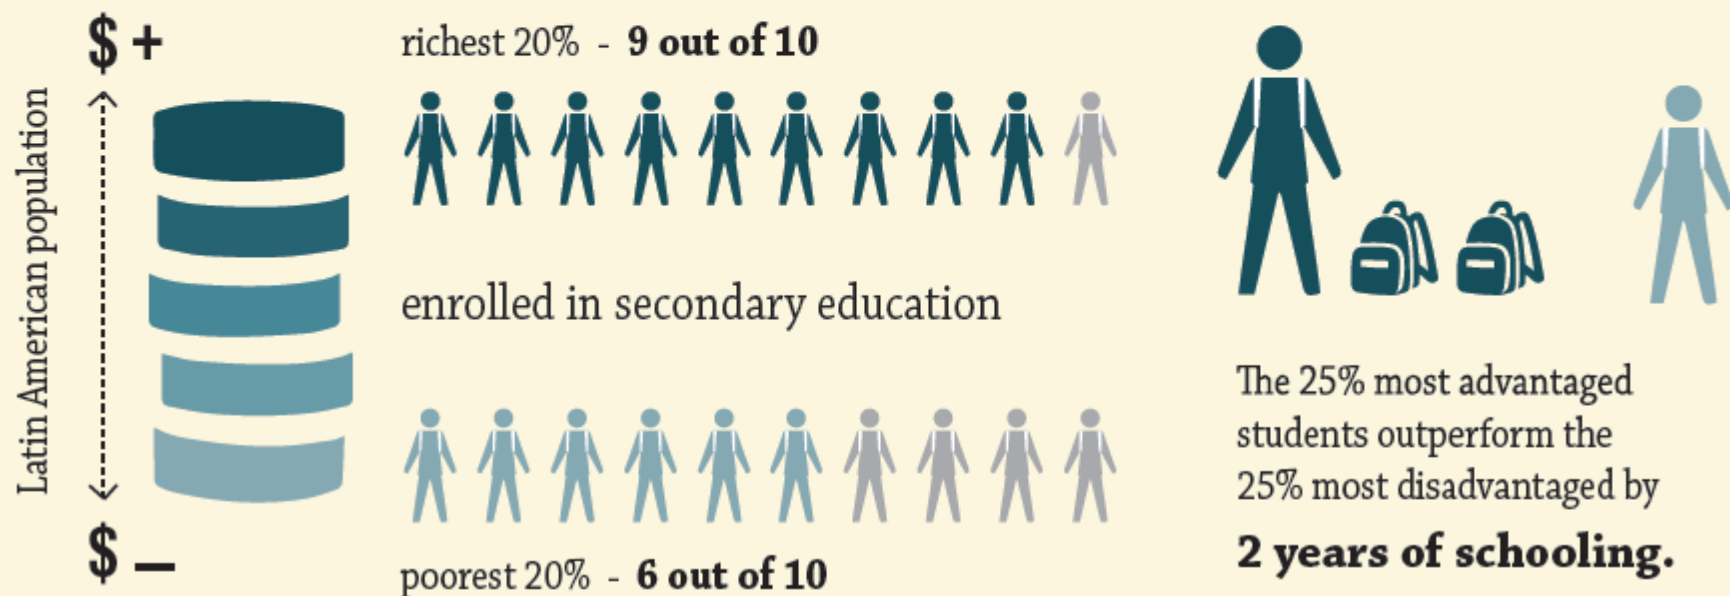 $ +
Latin American population
$ –
richest 20% - 9 out of 10
enrolled in secondary education
poorest 20% - 6 out of 10
The 25% most advantaged
students outperform the
25% most disadvantaged by
2 years of schooling.